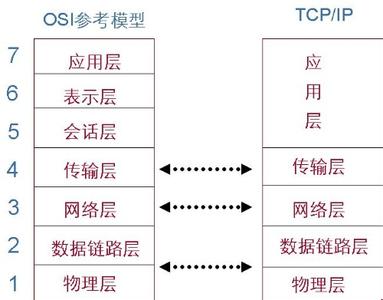 OSI参考模型 TCP/IP
7 应用层 应
6 表示层 用
5 会话层 层
4 传输层 传输层
3 网络层 网络层
2 数据链路层 数据链路层
1 物理层 物理层